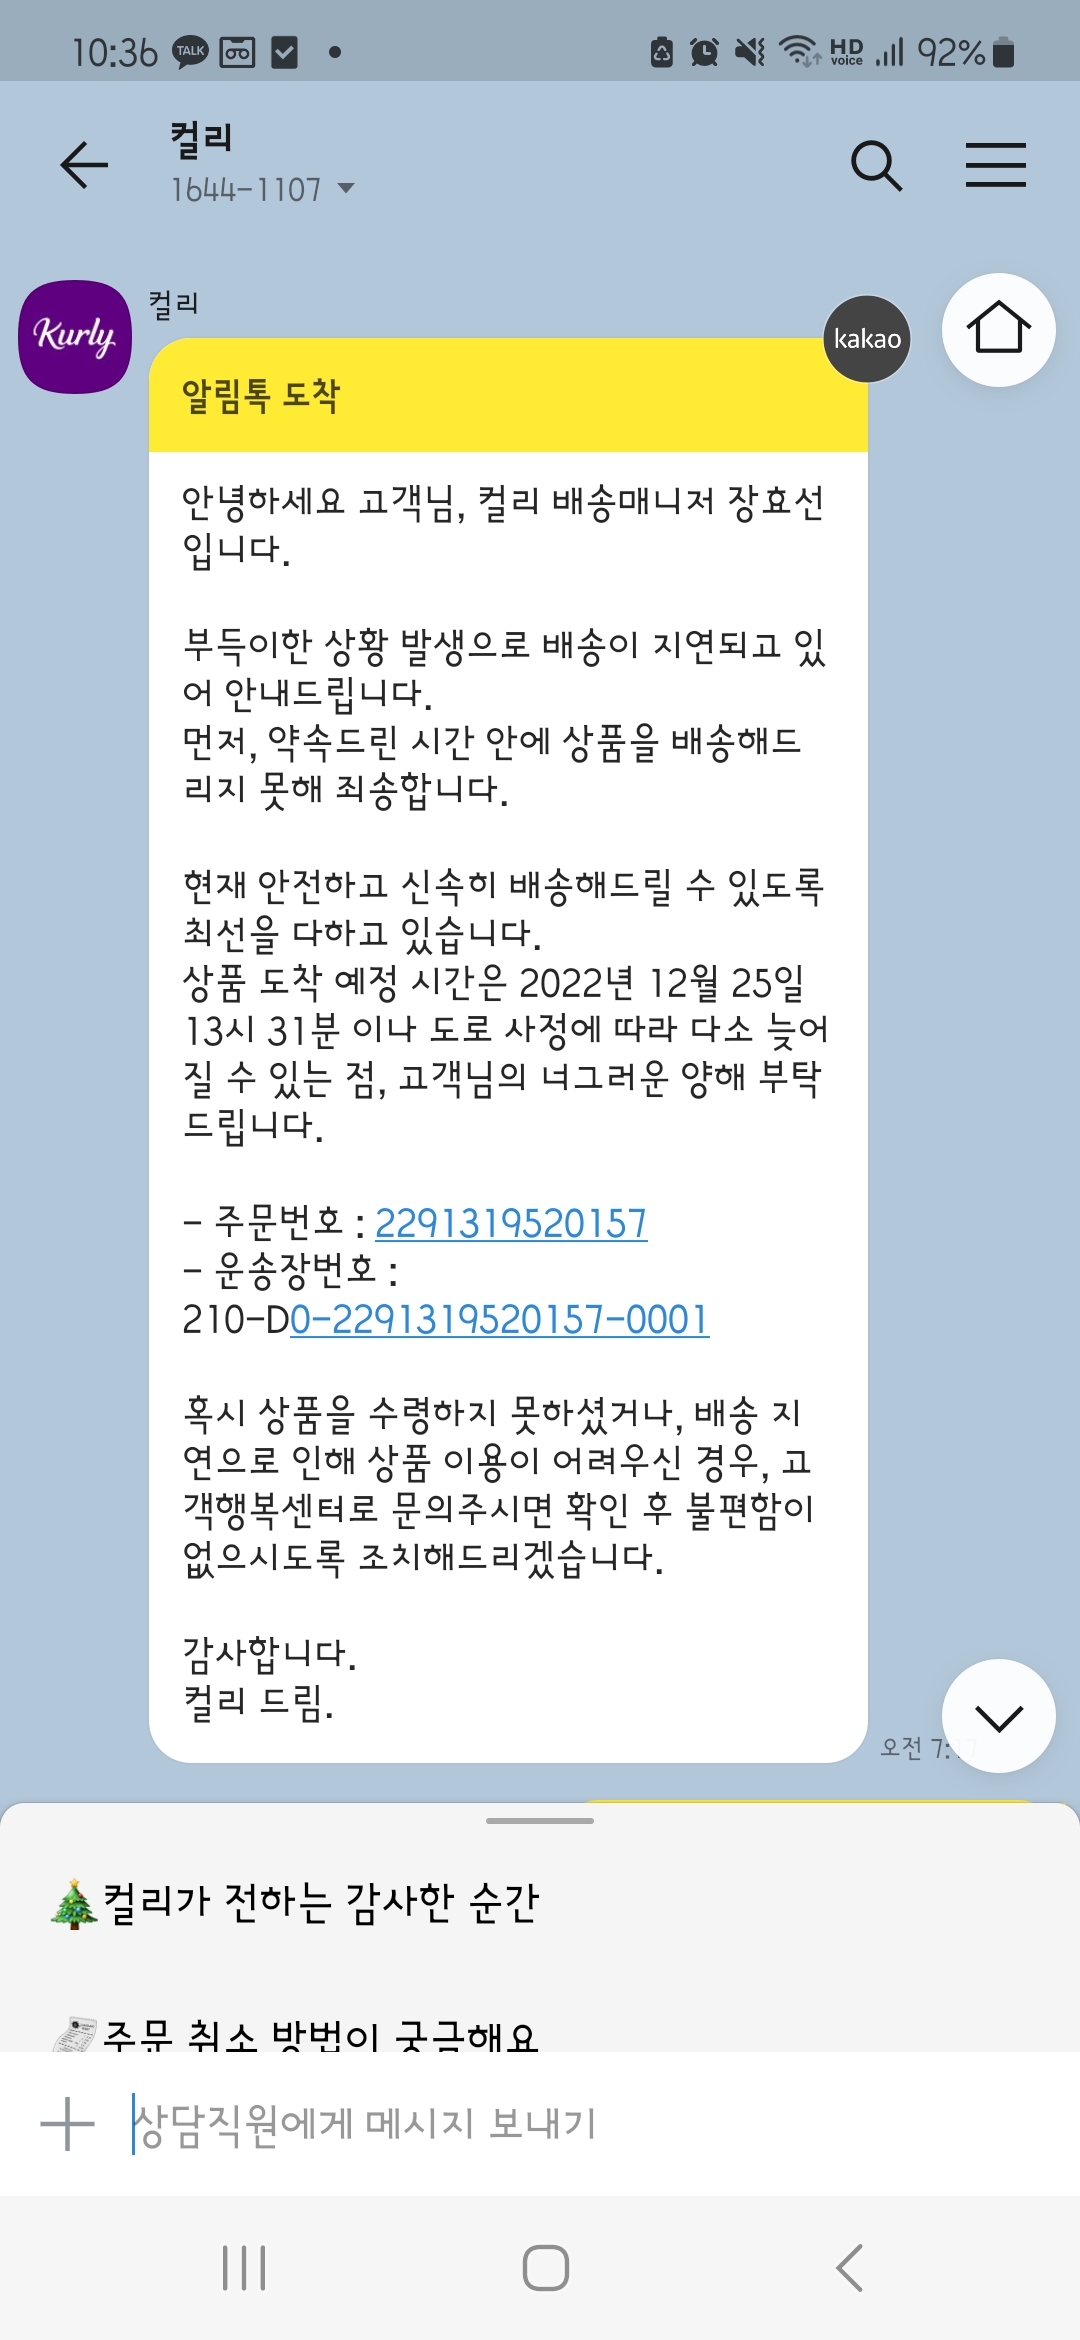 10:36 TALK HD voice 92%
컬리
1644-1107
Kurly
컬리
kakao
알림톡 도착
안녕하세요 고객님, 컬리 배송매니저 장효선
입니다.
부득이한 상황 발생으로 배송이 지연되고 있
어 안내드립니다.
먼저, 약속드린 시간 안에 상품을 배송해드
리지 못해 죄송합니다.
현재 안전하고 신속히 배송해드릴 수 있도록
최선을 다하고 있습니다.
상품 도착 예정 시간은 2022년 12월 25일
13시 31분 이나 도로 사정에 따라 다소 늦어
질 수 있는 점, 고객님의 너그러운 양해 부탁
드립니다.
- 주문번호 : 2291319520157
- 운송장번호 :
210-D0-2291319520157-0001
혹시 상품을 수령하지 못하셨거나, 배송 지
연으로 인해 상품 이용이 어려우신 경우, 고
객행복센터로 문의주시면 확인 후 불편함이
없으시도록 조치해드리겠습니다.
감사합니다.
컬리 드림.
오전 7:17
컬리가 전하는 감사한 순간
주문 취소 방법이 궁금해요
상담직원에게 메시지 보내기